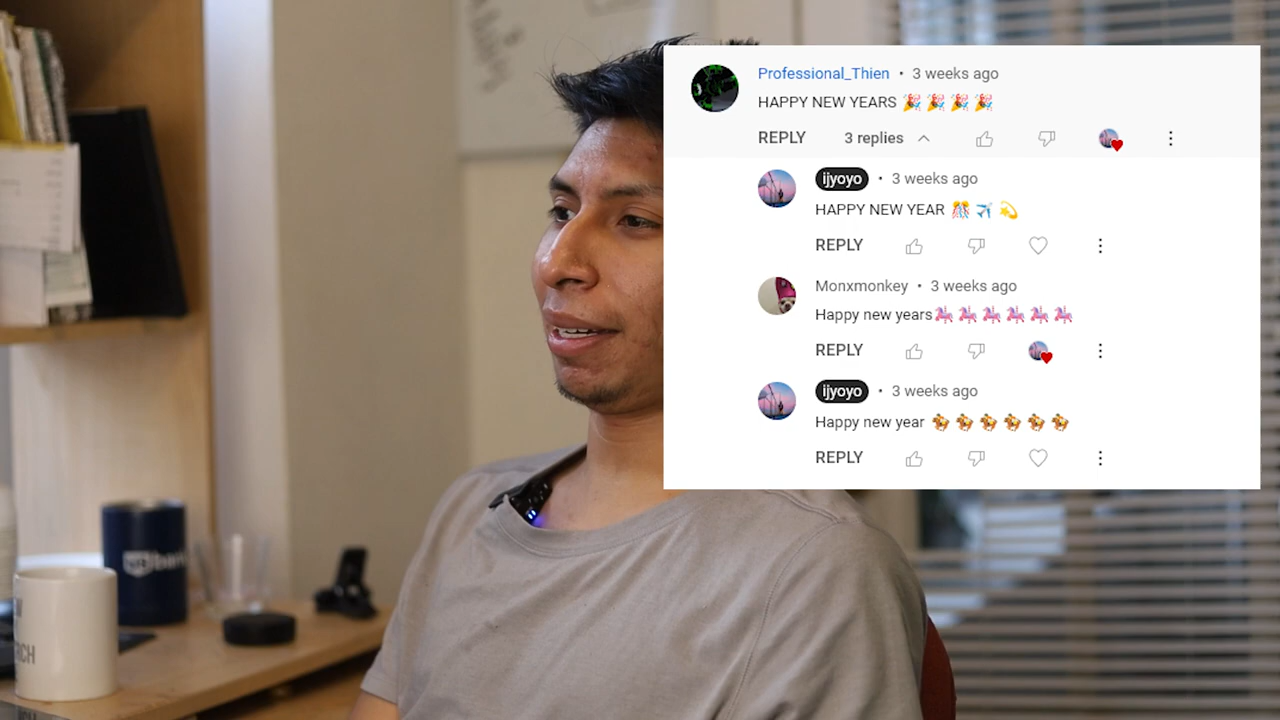 Professional_Thien • 3 weeks ago
HAPPY NEW YEARS 🎉 🎉 🎉 🎉
REPLY 3 replies
ijyoyo • 3 weeks ago
HAPPY NEW YEAR 🎊 ✈️ 💫
REPLY
Monxmonkey • 3 weeks ago
Happy new years🎠 🎠 🎠 🎠 🎠 🎠
REPLY
ijyoyo • 3 weeks ago
Happy new year 🏇 🏇 🏇 🏇 🏇 🏇
REPLY